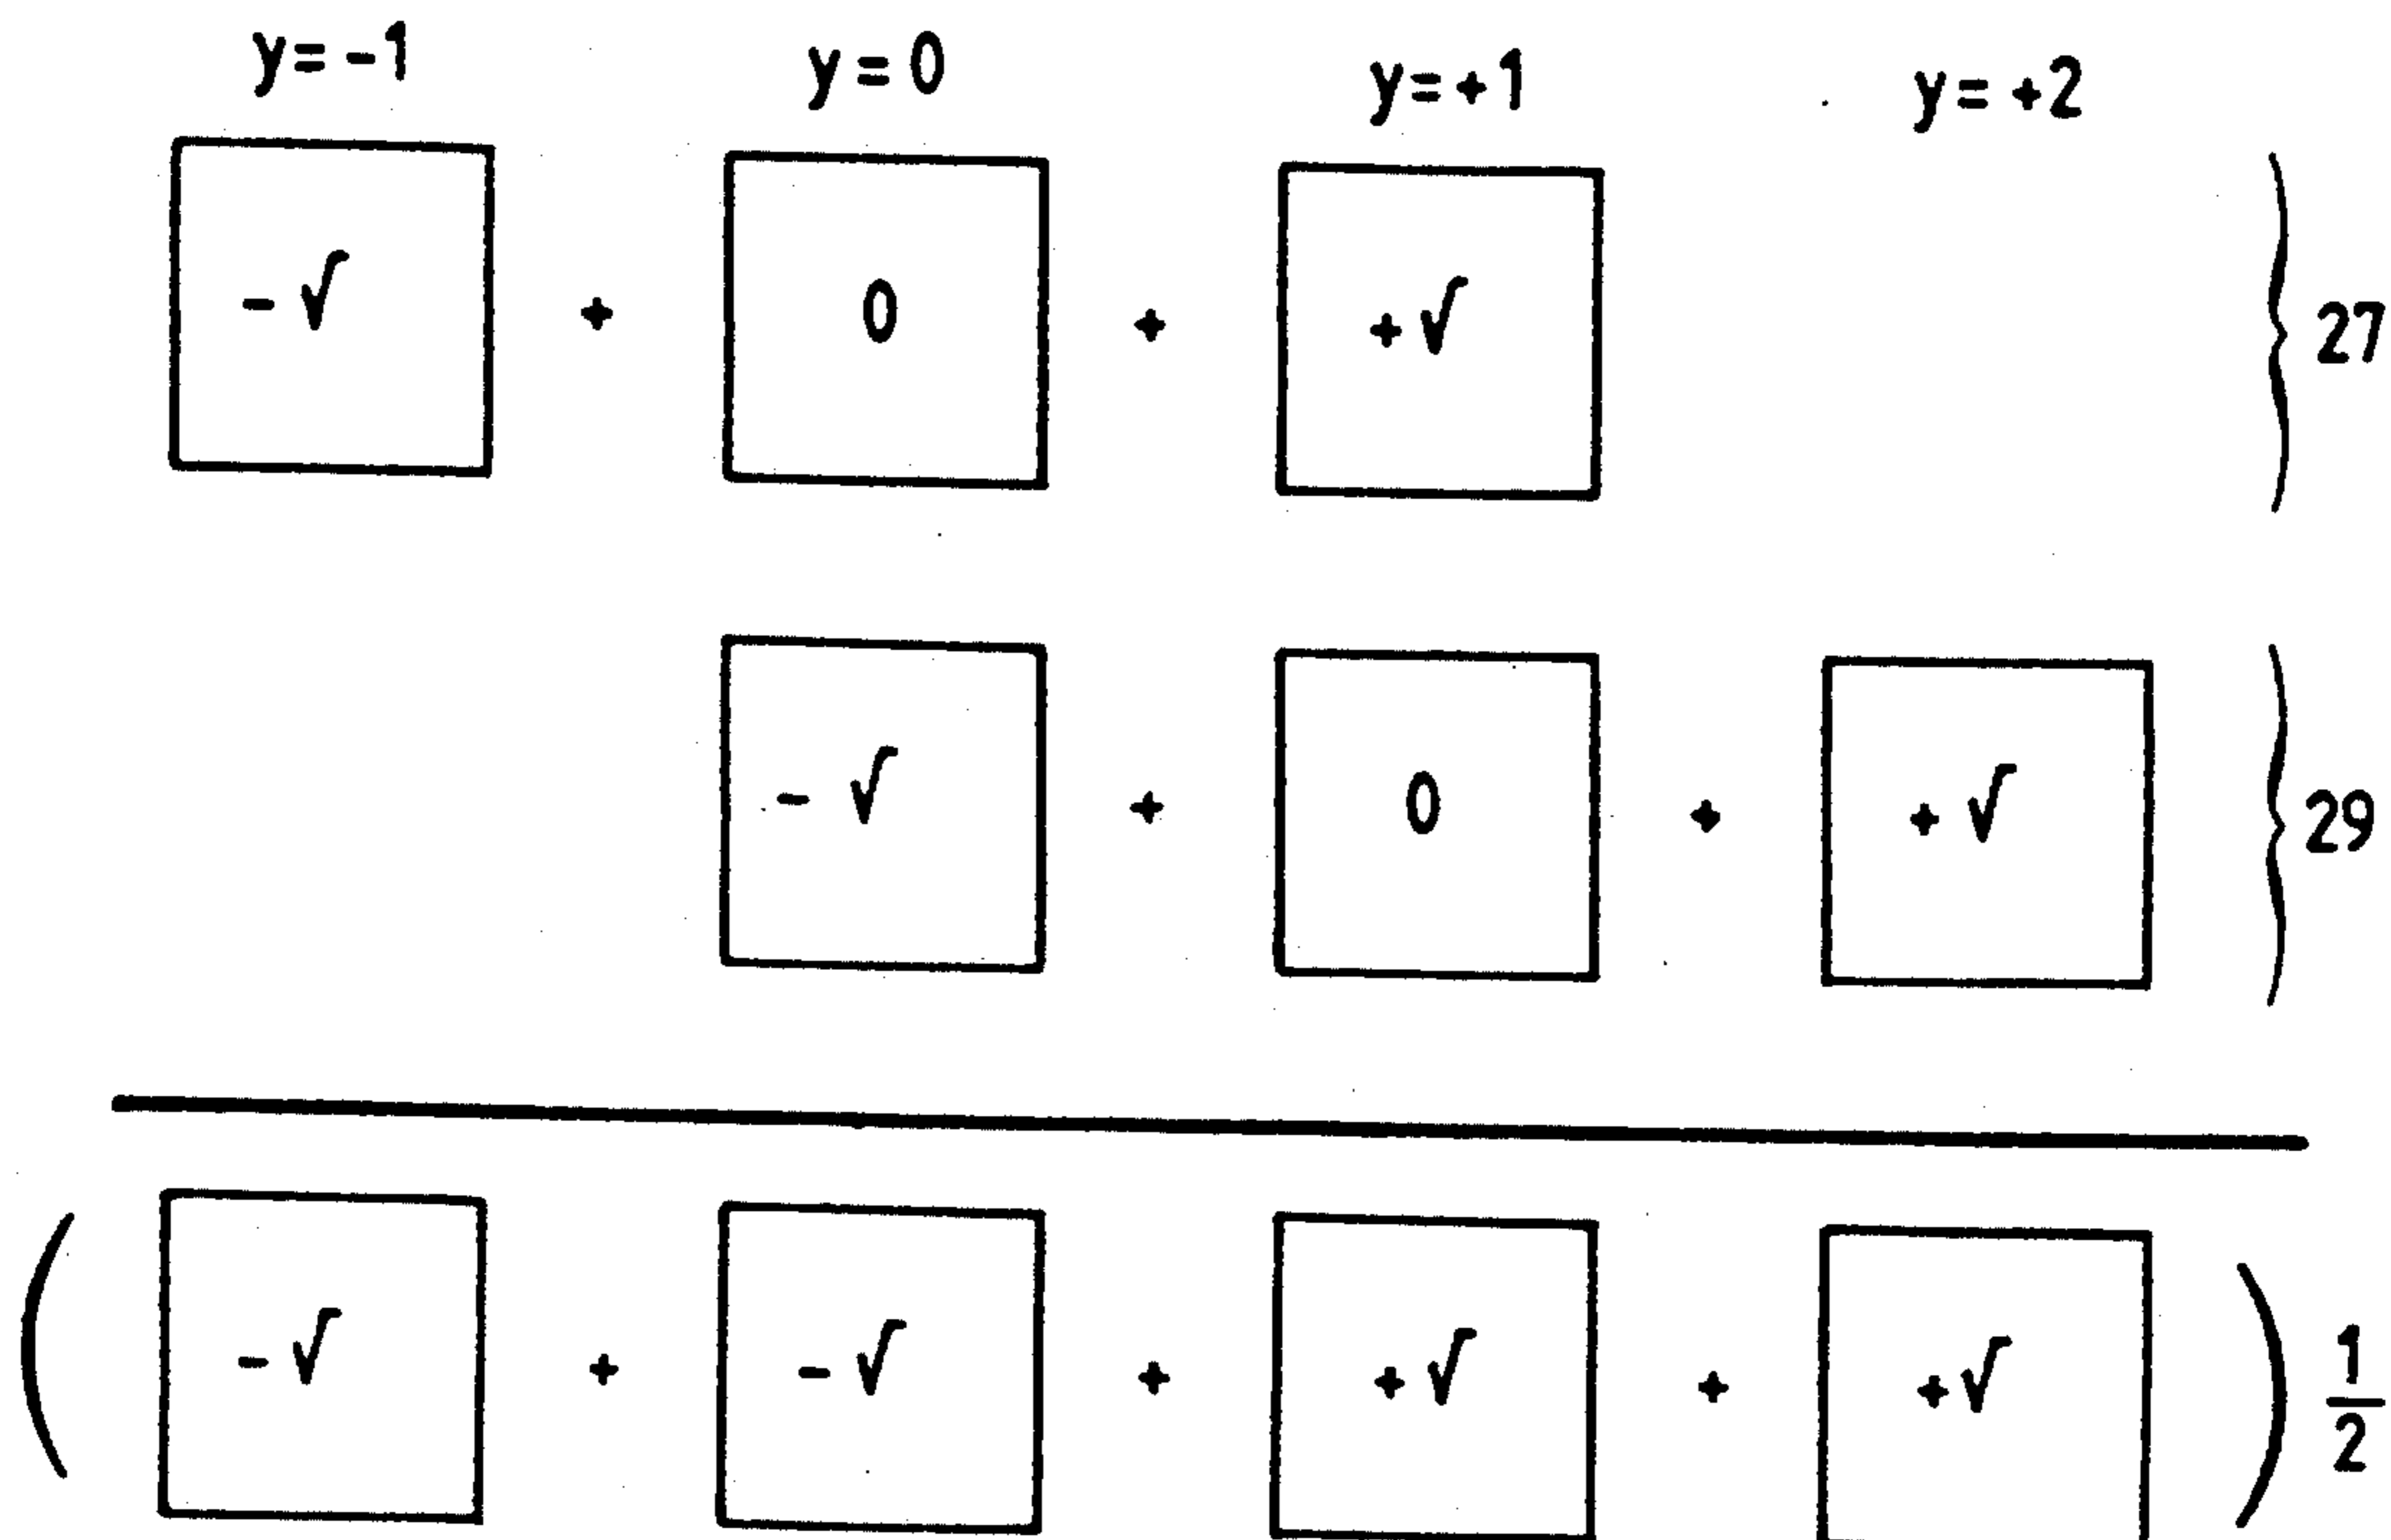 y=-1 y=0 y=+1 y=+2
-√ + 0 + +√ } 27
-√ + 0 + +√ } 29
( -√ + -√ + +√ + +√ ) 1/2